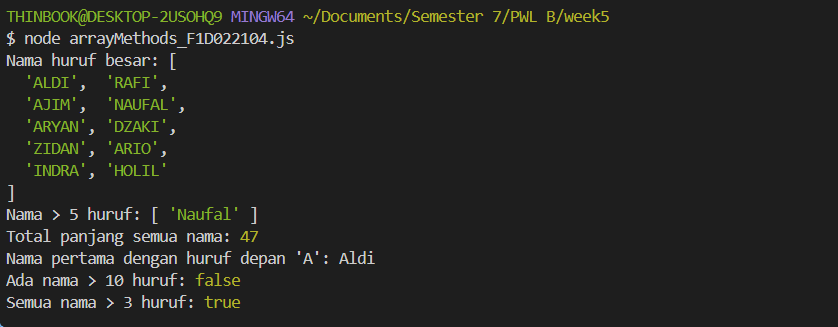 THINBOOK@DESKTOP-2USOHQ9 MINGW64 ~/Documents/Semester 7/PWL B/week5
$ node arrayMethods_F1D022104.js
Nama huruf besar: [
  'ALDI',  'RAFI',
  'AJIM',  'NAUFAL',
  'ARYAN', 'DZAKI',
  'ZIDAN', 'ARIO',
  'INDRA', 'HOLIL'
]
Nama > 5 huruf: [ 'Naufal' ]
Total panjang semua nama: 47
Nama pertama dengan huruf depan 'A': Aldi
Ada nama > 10 huruf: false
Semua nama > 3 huruf: true